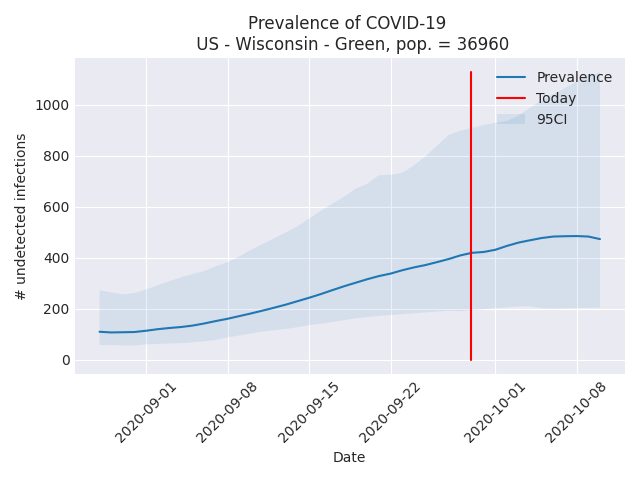 Prevalence of COVID-19
US - Wisconsin - Green, pop. = 36960
Prevalence
Today
95CI
# undetected infections
1000
800
600
400
200
0
2020-09-01
2020-09-08
2020-09-15
2020-09-22
2020-10-01
2020-10-08
Date